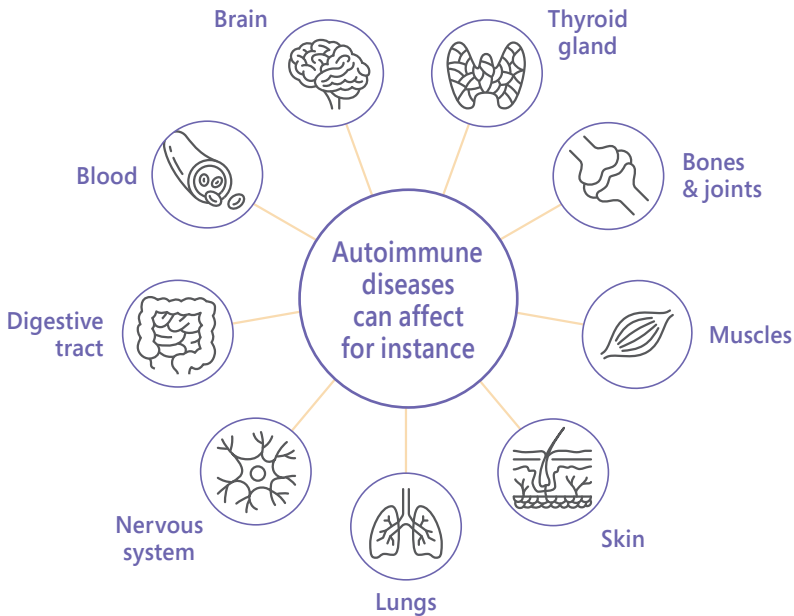 Brain
Thyroid
gland
Blood
Bones
& joints
Autoimmune
diseases
can affect
for instance
Digestive
tract
Muscles
Nervous
system
Skin
Lungs